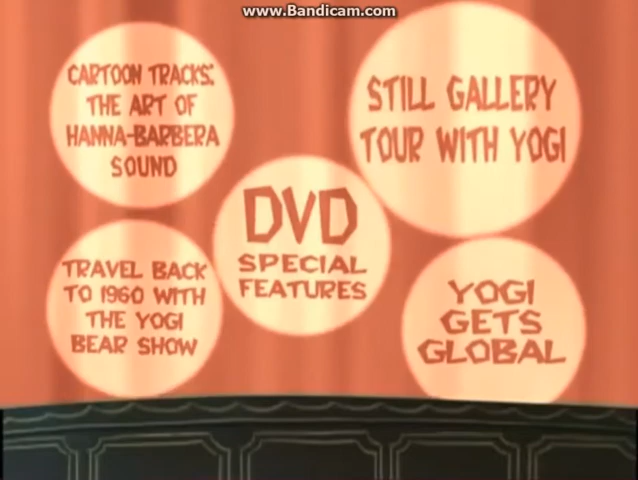 www.Bandicam.com
CARTOON TRACKS:
THE ART OF
HANNA-BARBERA
SOUND
STILL GALLERY
TOUR WITH YOGI
DVD
SPECIAL
FEATURES
TRAVEL BACK
TO 1960 WITH
THE YOGI
BEAR SHOW
YOGI
GETS
GLOBAL